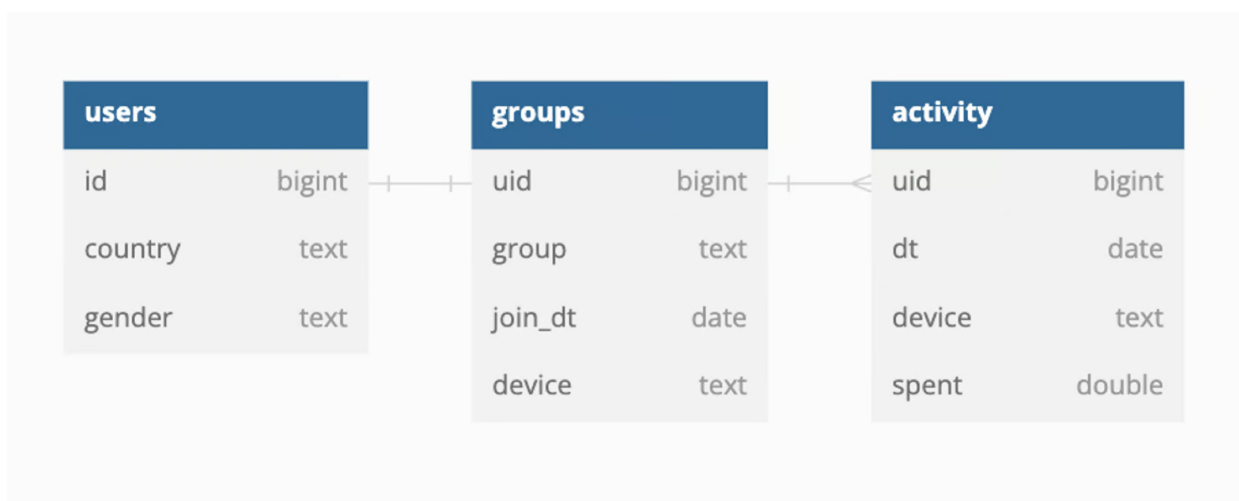 users
id bigint
country text
gender text
groups
uid bigint
group text
join_dt date
device text
activity
uid bigint
dt date
device text
spent double